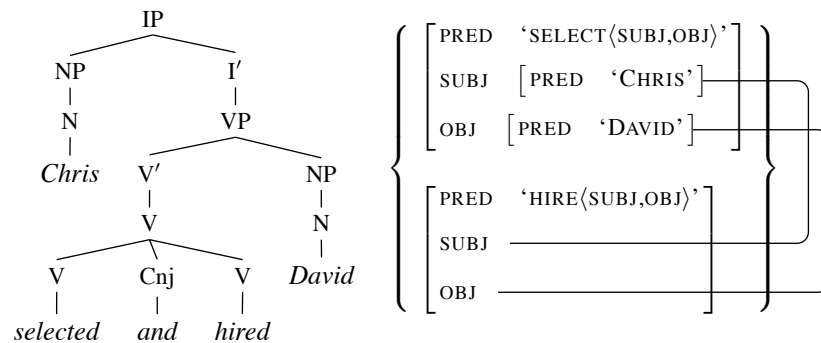 IP
NP I′
N VP
Chris V′ NP
V N
V Cnj V David
selected and hired
PRED ‘SELECT⟨SUBJ,OBJ⟩’
SUBJ [PRED ‘CHRIS’]
OBJ [PRED ‘DAVID’]
PRED ‘HIRE⟨SUBJ,OBJ⟩’
SUBJ
OBJ